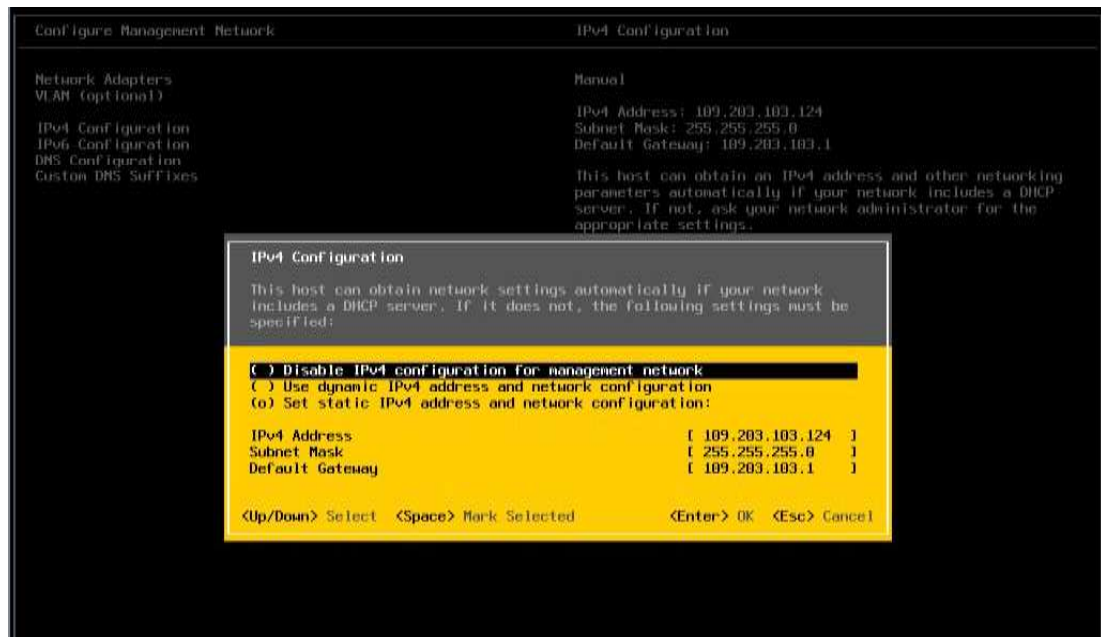 Configure Management Network
IPv4 Configuration
Network Adapters
VLAN (optional)
IPv4 Configuration
IPv6 Configuration
DNS Configuration
Custom DNS Suffixes
Manual
IPv4 Address: 109.203.103.124
Subnet Mask: 255.255.255.0
Default Gateway: 109.203.103.1
This host can obtain an IPv4 address and other networking
parameters automatically if your network includes a DHCP
server. If not, ask your network administrator for the
appropriate settings.
IPv4 Configuration
This host can obtain network settings automatically if your network
includes a DHCP server. If it does not, the following settings must be
specified:
( ) Disable IPv4 configuration for management network
( ) Use dynamic IPv4 address and network configuration
(o) Set static IPv4 address and network configuration:
IPv4 Address [ 109.203.103.124 ]
Subnet Mask [ 255.255.255.0 ]
Default Gateway [ 109.203.103.1 ]
<Up/Down> Select <Space> Mark Selected <Enter> OK <Esc> Cancel